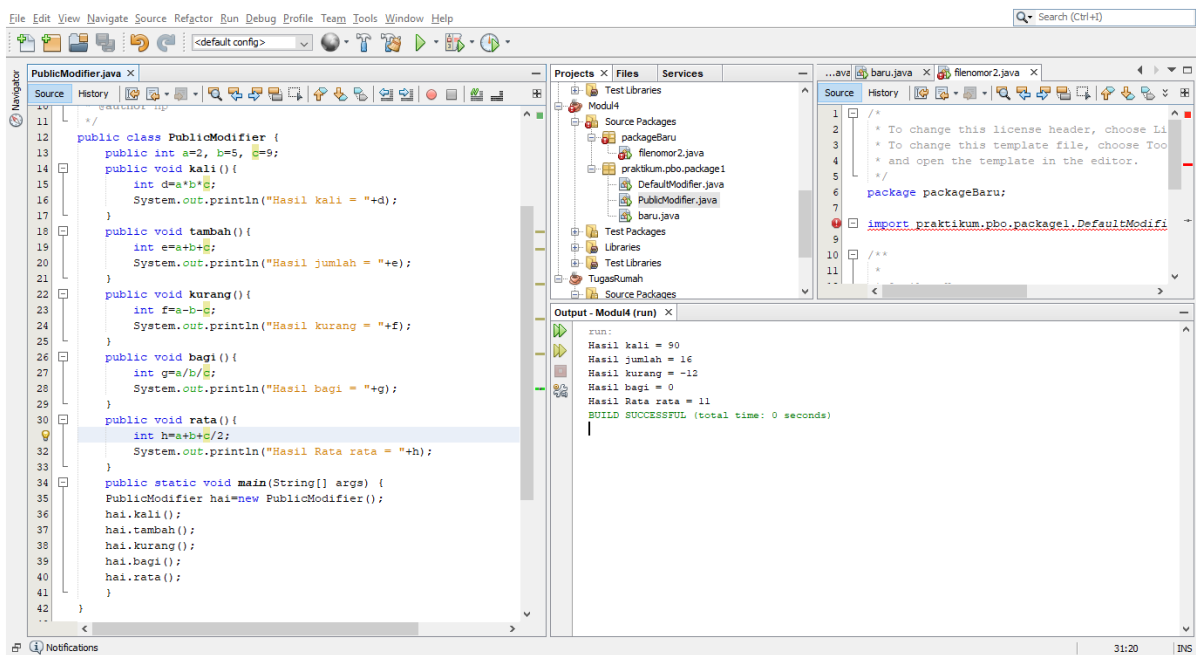 File Edit View Navigate Source Refactor Run Debug Profile Team Tools Window Help
Search (Ctrl+I)
<default config>
Navigator
PublicModifier.java
Source History
10 * @author hp
11 */
12 public class PublicModifier {
13 public int a=2, b=5, c=9;
14 public void kali(){
15 int d=a*b*c;
16 System.out.println("Hasil kali = "+d);
17 }
18 public void tambah(){
19 int e=a+b+c;
20 System.out.println("Hasil jumlah = "+e);
21 }
22 public void kurang(){
23 int f=a-b-c;
24 System.out.println("Hasil kurang = "+f);
25 }
26 public void bagi(){
27 int g=a/b/c;
28 System.out.println("Hasil bagi = "+g);
29 }
30 public void rata(){
int h=a+b+c/2;
32 System.out.println("Hasil Rata rata = "+h);
33 }
34 public static void main(String[] args) {
35 PublicModifier hai=new PublicModifier();
36 hai.kali();
37 hai.tambah();
38 hai.kurang();
39 hai.bagi();
40 hai.rata();
41 }
42 }
Projects Files Services
Test Libraries
Modul4
Source Packages
packageBaru
filenomor2.java
praktikum.pbo.package1
DefaultModifier.java
PublicModifier.java
baru.java
Test Packages
Libraries
Test Libraries
TugasRumah
Source Packages
...ava baru.java filenomor2.java
Source History
1 /*
2 * To change this license header, choose Li
3 * To change this template file, choose Too
4 * and open the template in the editor.
5 */
6 package packageBaru;
7
import praktikum.pbo.package1.DefaultModifi
9
10 /**
11 *
Output - Modul4 (run)
run:
Hasil kali = 90
Hasil jumlah = 16
Hasil kurang = -12
Hasil bagi = 0
Hasil Rata rata = 11
BUILD SUCCESSFUL (total time: 0 seconds)
Notifications
31:20 INS